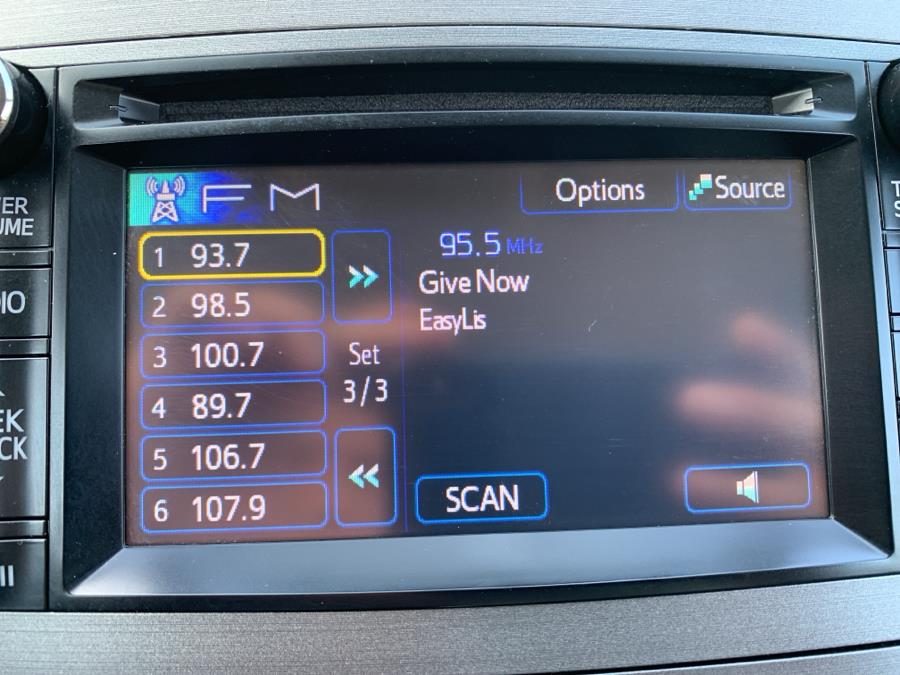 FM
Options
Source
1 93.7
2 98.5
3 100.7
4 89.7
5 106.7
6 107.9
Set
3/3
95.5 MHz
Give Now
EasyLis
SCAN